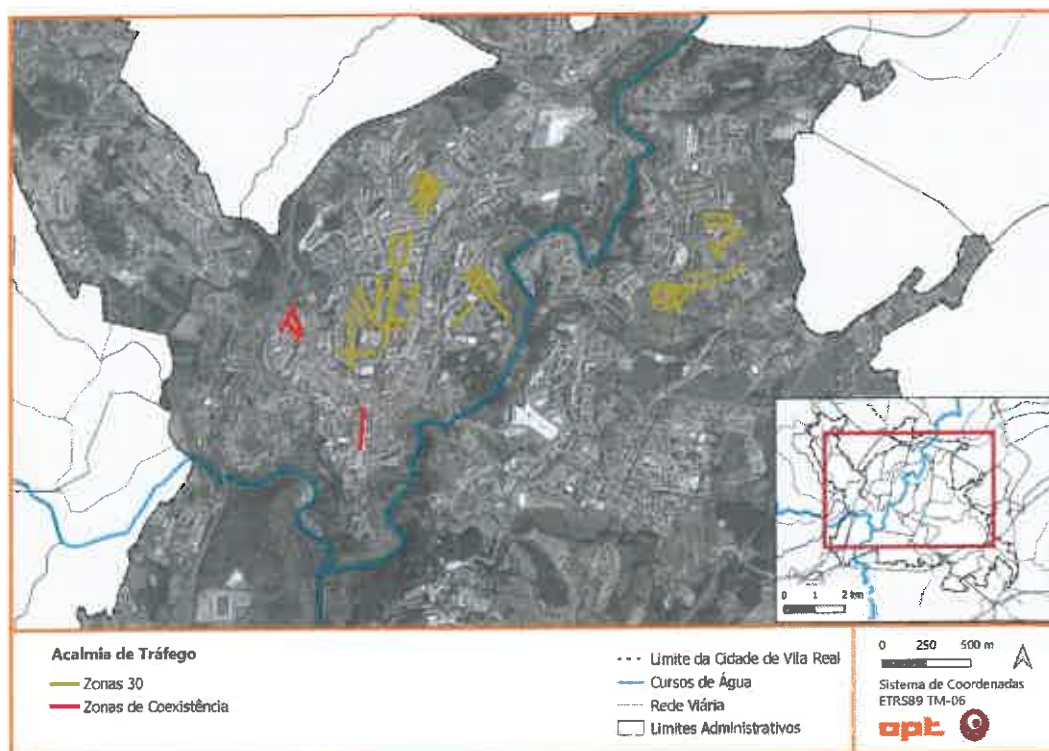 0 1 2 km
Acalmia de Tráfego
Zonas 30
Zonas de Coexistência
Limite da Cidade de Vila Real
Cursos de Água
Rede Viária
Limites Administrativos
0 250 500 m
Sistema de Coordenadas
ETRS89 TM-06
opt